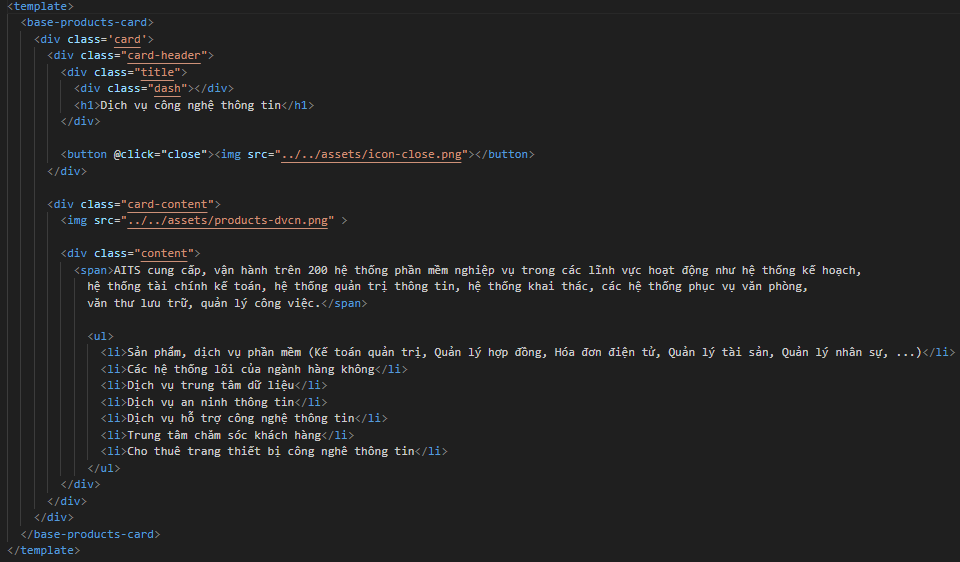 <template>
<base-products-card>
<div class='card'>
<div class="card-header">
<div class="title">
<div class="dash"></div>
<h1>Dịch vụ công nghệ thông tin</h1>
</div>
<button @click="close"><img src="../../assets/icon-close.png"></button>
</div>
<div class="card-content">
<img src="../../assets/products-dvcn.png" >
<div class="content">
<span>AITS cung cấp, vận hành trên 200 hệ thống phần mềm nghiệp vụ trong các lĩnh vực hoạt động như hệ thống kế hoạch,
hệ thống tài chính kế toán, hệ thống quản trị thông tin, hệ thống khai thác, các hệ thống phục vụ văn phòng,
văn thư lưu trữ, quản lý công việc.</span>
<ul>
<li>Sản phẩm, dịch vụ phần mềm (Kế toán quản trị, Quản lý hợp đồng, Hóa đơn điện tử, Quản lý tài sản, Quản lý nhân sự, ...)</li>
<li>Các hệ thống lõi của ngành hàng không</li>
<li>Dịch vụ trung tâm dữ liệu</li>
<li>Dịch vụ an ninh thông tin</li>
<li>Dịch vụ hỗ trợ công nghệ thông tin</li>
<li>Trung tâm chăm sóc khách hàng</li>
<li>Cho thuê trang thiết bị công nghê thông tin</li>
</ul>
</div>
</div>
</div>
</base-products-card>
</template>